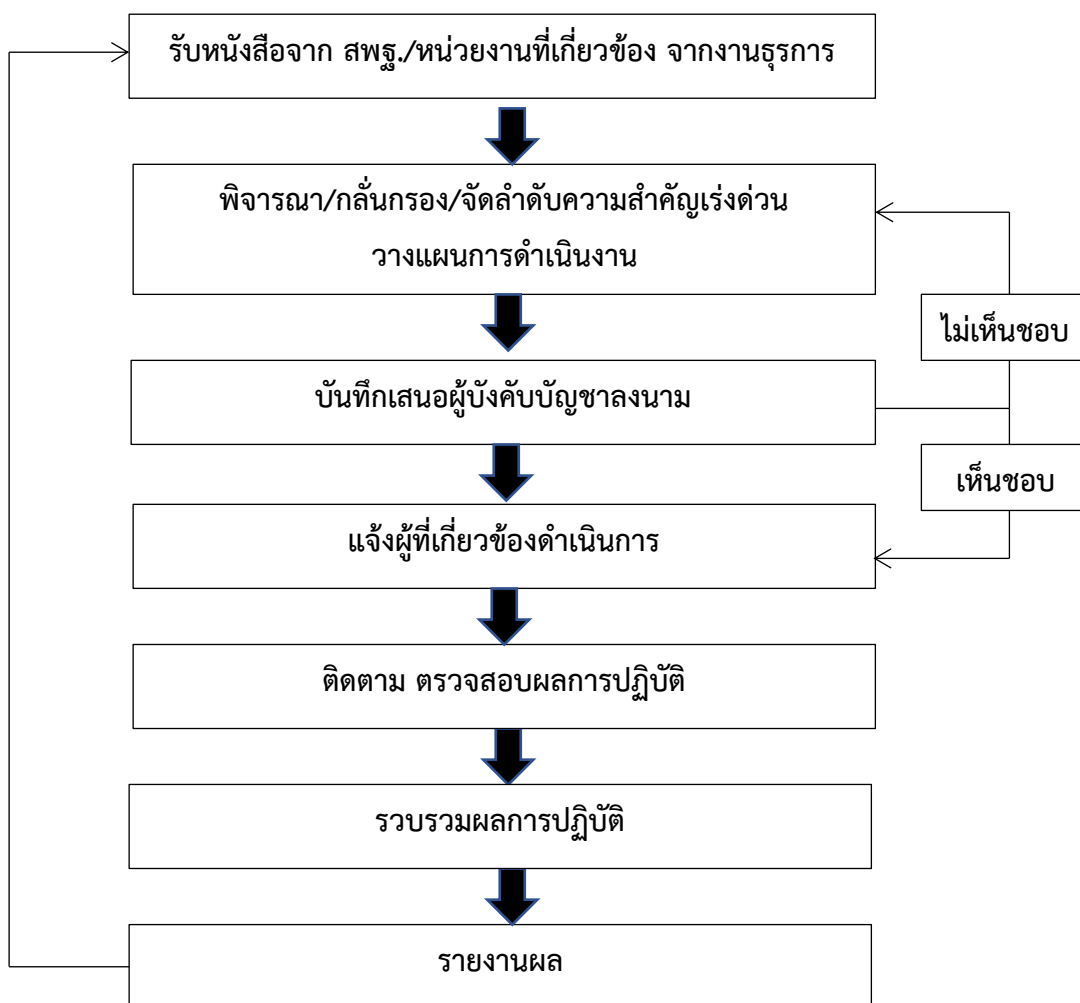 รับหนังสือจาก สพฐ./หน่วยงานที่เกี่ยวข้อง จากงานธุรการ
พิจารณา/กลั่นกรอง/จัดลำดับความสำคัญเร่งด่วน
วางแผนการดำเนินงาน
ไม่เห็นชอบ
บันทึกเสนอผู้บังคับบัญชาลงนาม
เห็นชอบ
แจ้งผู้ที่เกี่ยวข้องดำเนินการ
ติดตาม ตรวจสอบผลการปฏิบัติ
รวบรวมผลการปฏิบัติ
รายงานผล